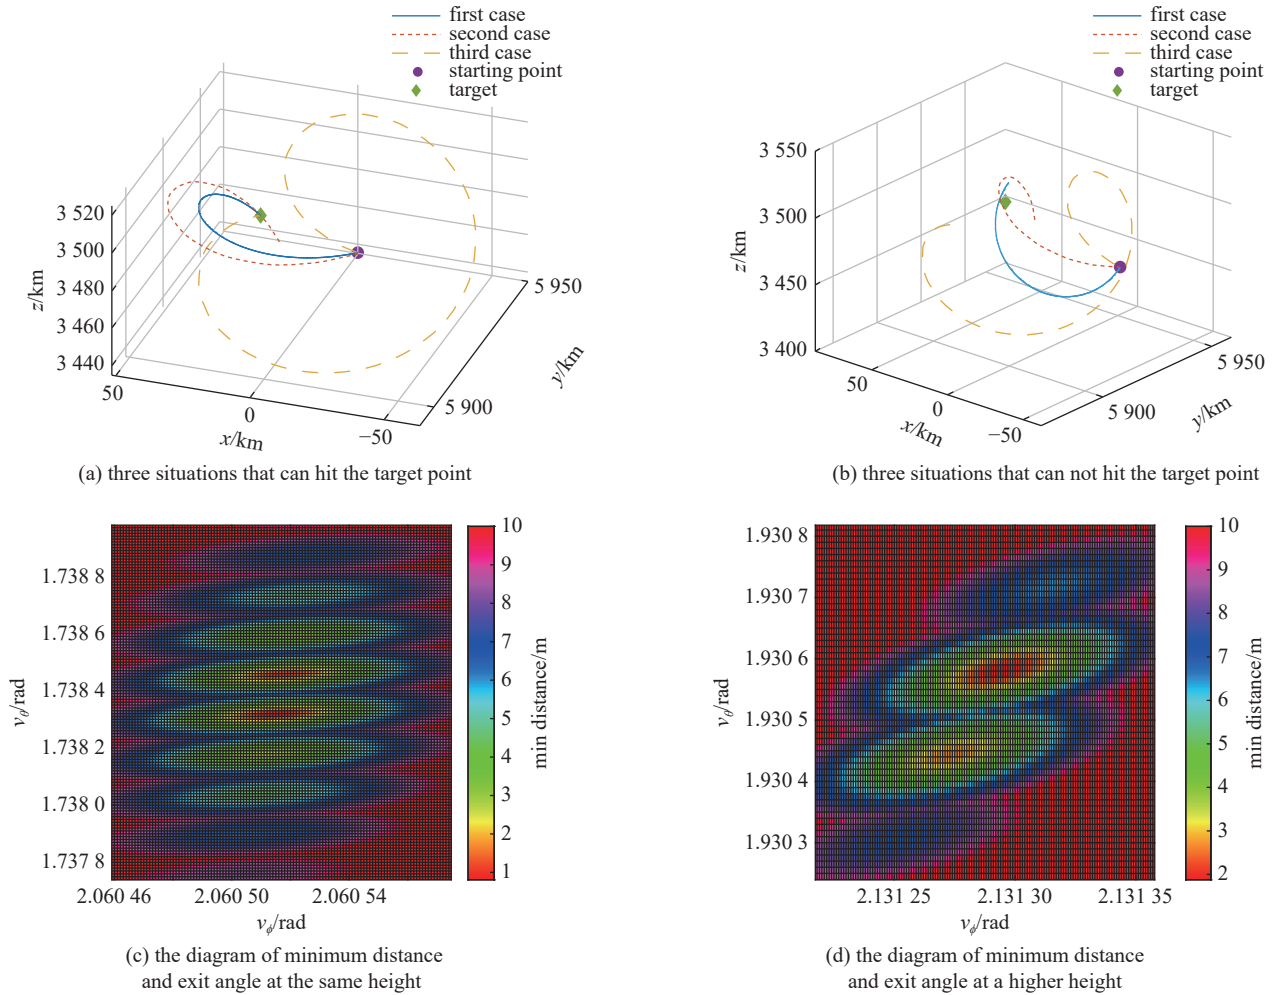 first case
second case
third case
starting point
target
3 520
3 500
3 480
3 460
3 440
z/km
50
0
−50
x/km
5 900
5 950
y/km
(a) three situations that can hit the target point
first case
second case
third case
starting point
target
3 550
3 500
3 450
3 400
z/km
50
0
−50
x/km
5 900
5 950
y/km
(b) three situations that can not hit the target point
1.738 8
1.738 6
1.738 4
1.738 2
1.738 0
1.737 8
v_θ/rad
2.060 46 2.060 50 2.060 54
v_ϕ/rad
10
9
8
7
6
5
4
3
2
1
min distance/m
(c) the diagram of minimum distance
and exit angle at the same height
1.930 8
1.930 7
1.930 6
1.930 5
1.930 4
1.930 3
v_θ/rad
2.131 25 2.131 30 2.131 35
v_ϕ/rad
10
9
8
7
6
5
4
3
2
min distance/m
(d) the diagram of minimum distance
and exit angle at a higher height